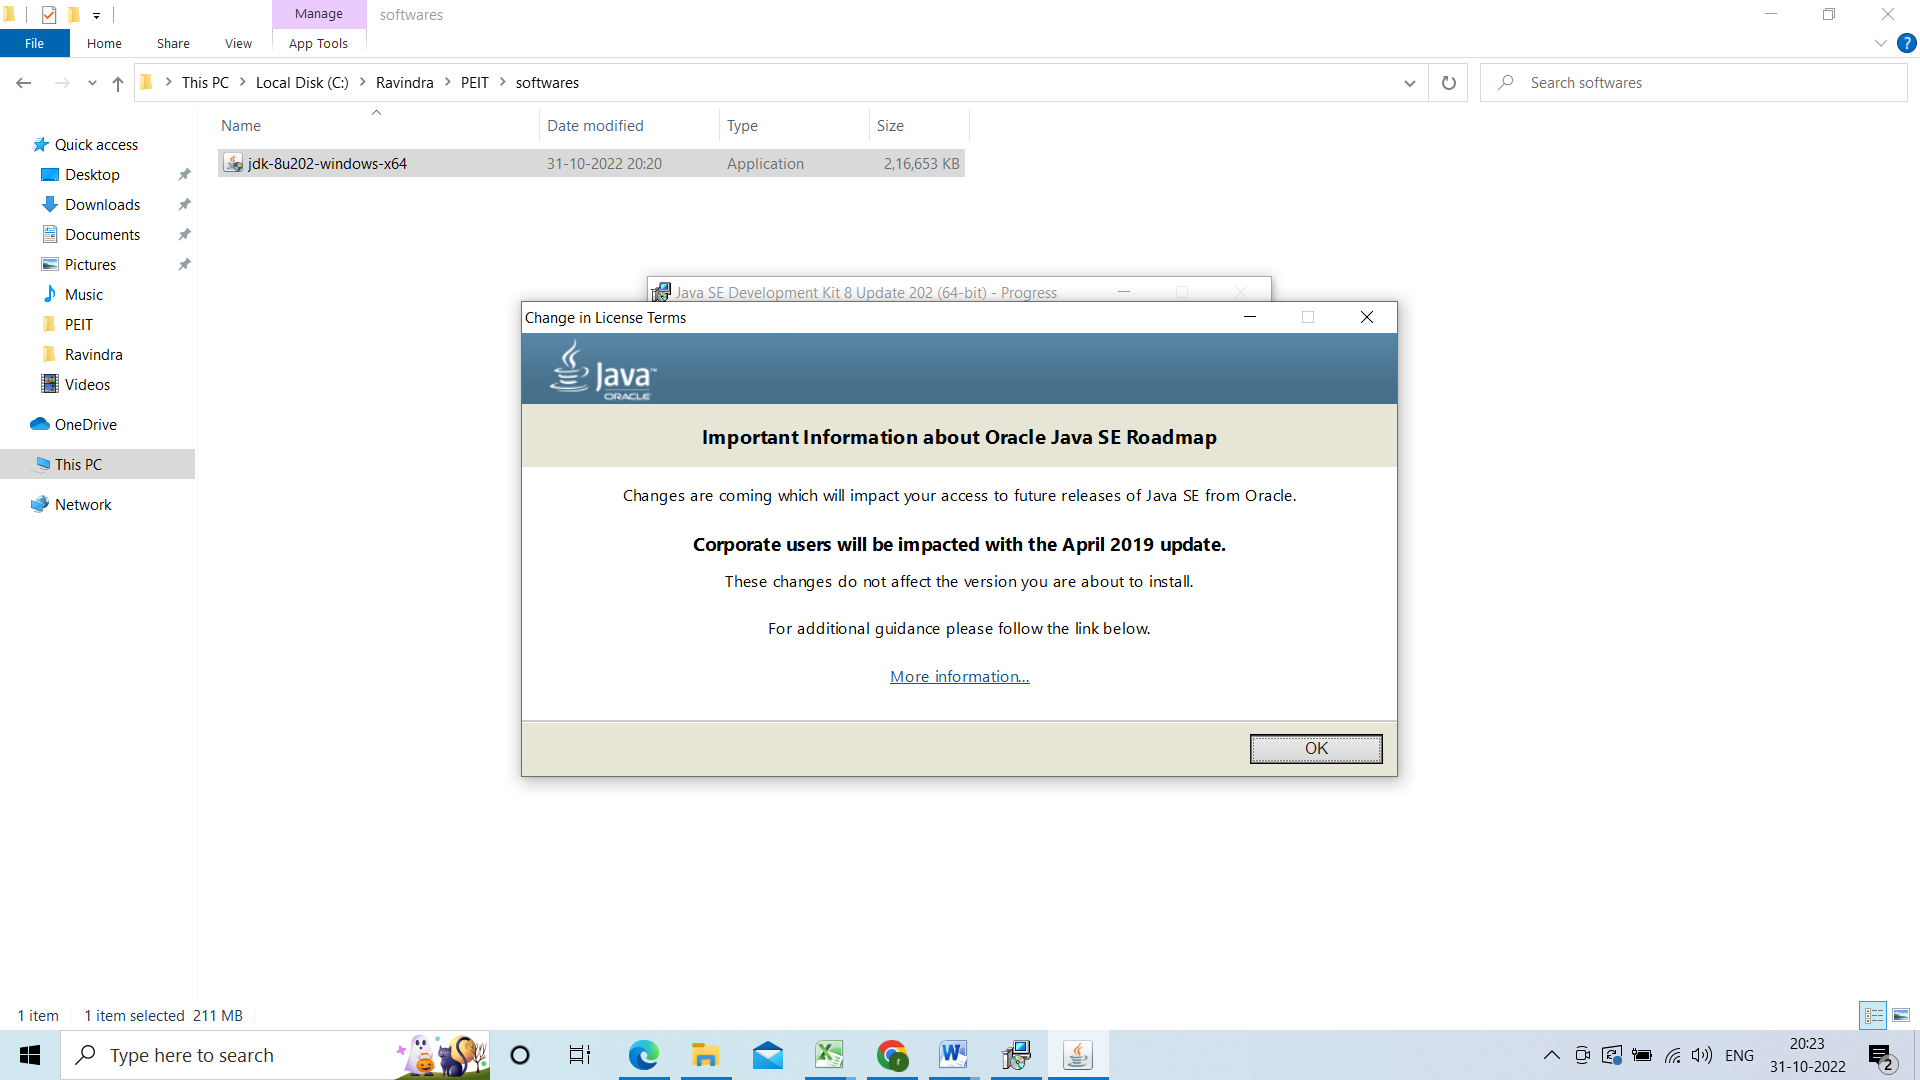 Manage
softwares
File
Home
Share
View
App Tools
This PC
Local Disk (C:)
Ravindra
PEIT
softwares
Search softwares
Name
Date modified
Type
Size
jdk-8u202-windows-x64
31-10-2022 20:20
Application
2,16,653 KB
Quick access
Desktop
Downloads
Documents
Pictures
Music
PEIT
Ravindra
Videos
OneDrive
This PC
Network
Java SE Development Kit 8 Update 202 (64-bit) - Progress
Change in License Terms
Java™
ORACLE
Important Information about Oracle Java SE Roadmap
Changes are coming which will impact your access to future releases of Java SE from Oracle.
Corporate users will be impacted with the April 2019 update.
These changes do not affect the version you are about to install.
For additional guidance please follow the link below.
More information...
OK
1 item
1 item selected 211 MB
Type here to search
ENG
20:23
31-10-2022
2